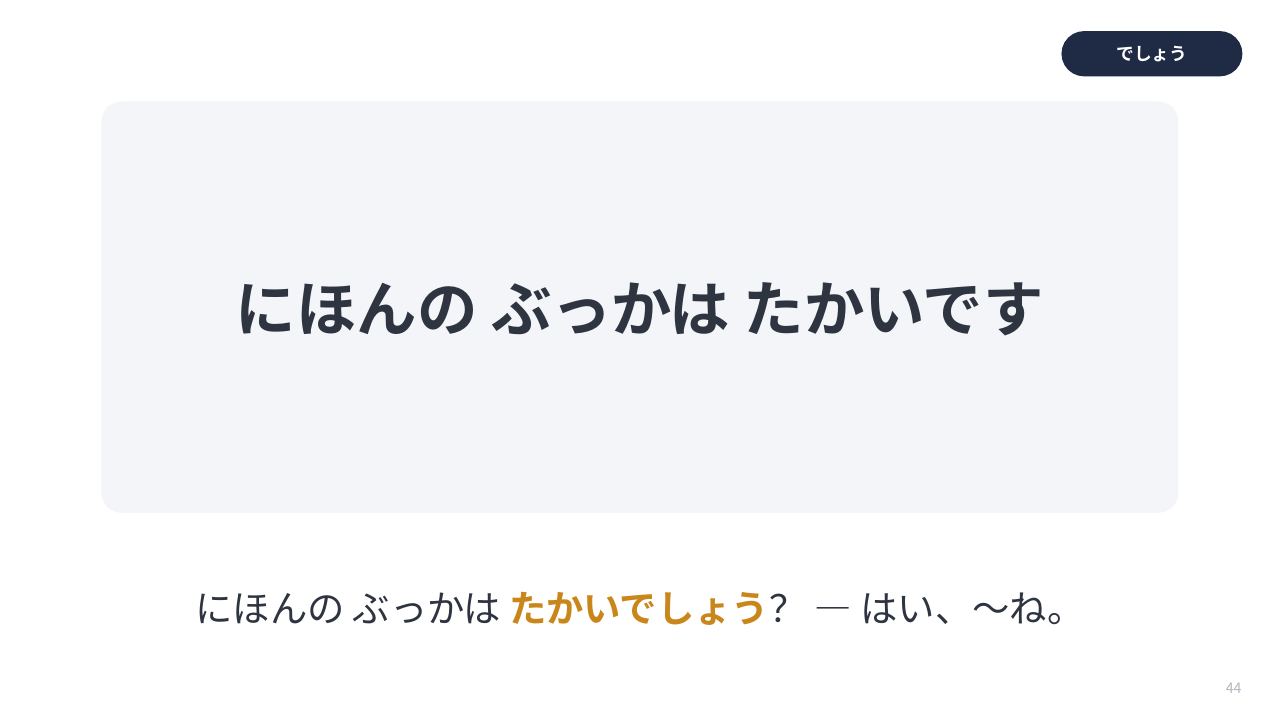 でしょう
にほんの ぶっかは たかいです
にほんの ぶっかは たかいでしょう? — はい、〜ね。
44